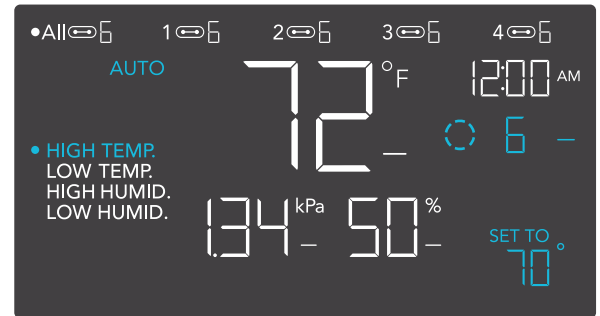 ●All 6 1 6 2 6 3 6 4 6
AUTO
72 °F
12:00 AM
6 –
● HIGH TEMP.
LOW TEMP.
HIGH HUMID.
LOW HUMID.
1.34 kPa –
50 % –
SET TO
70°